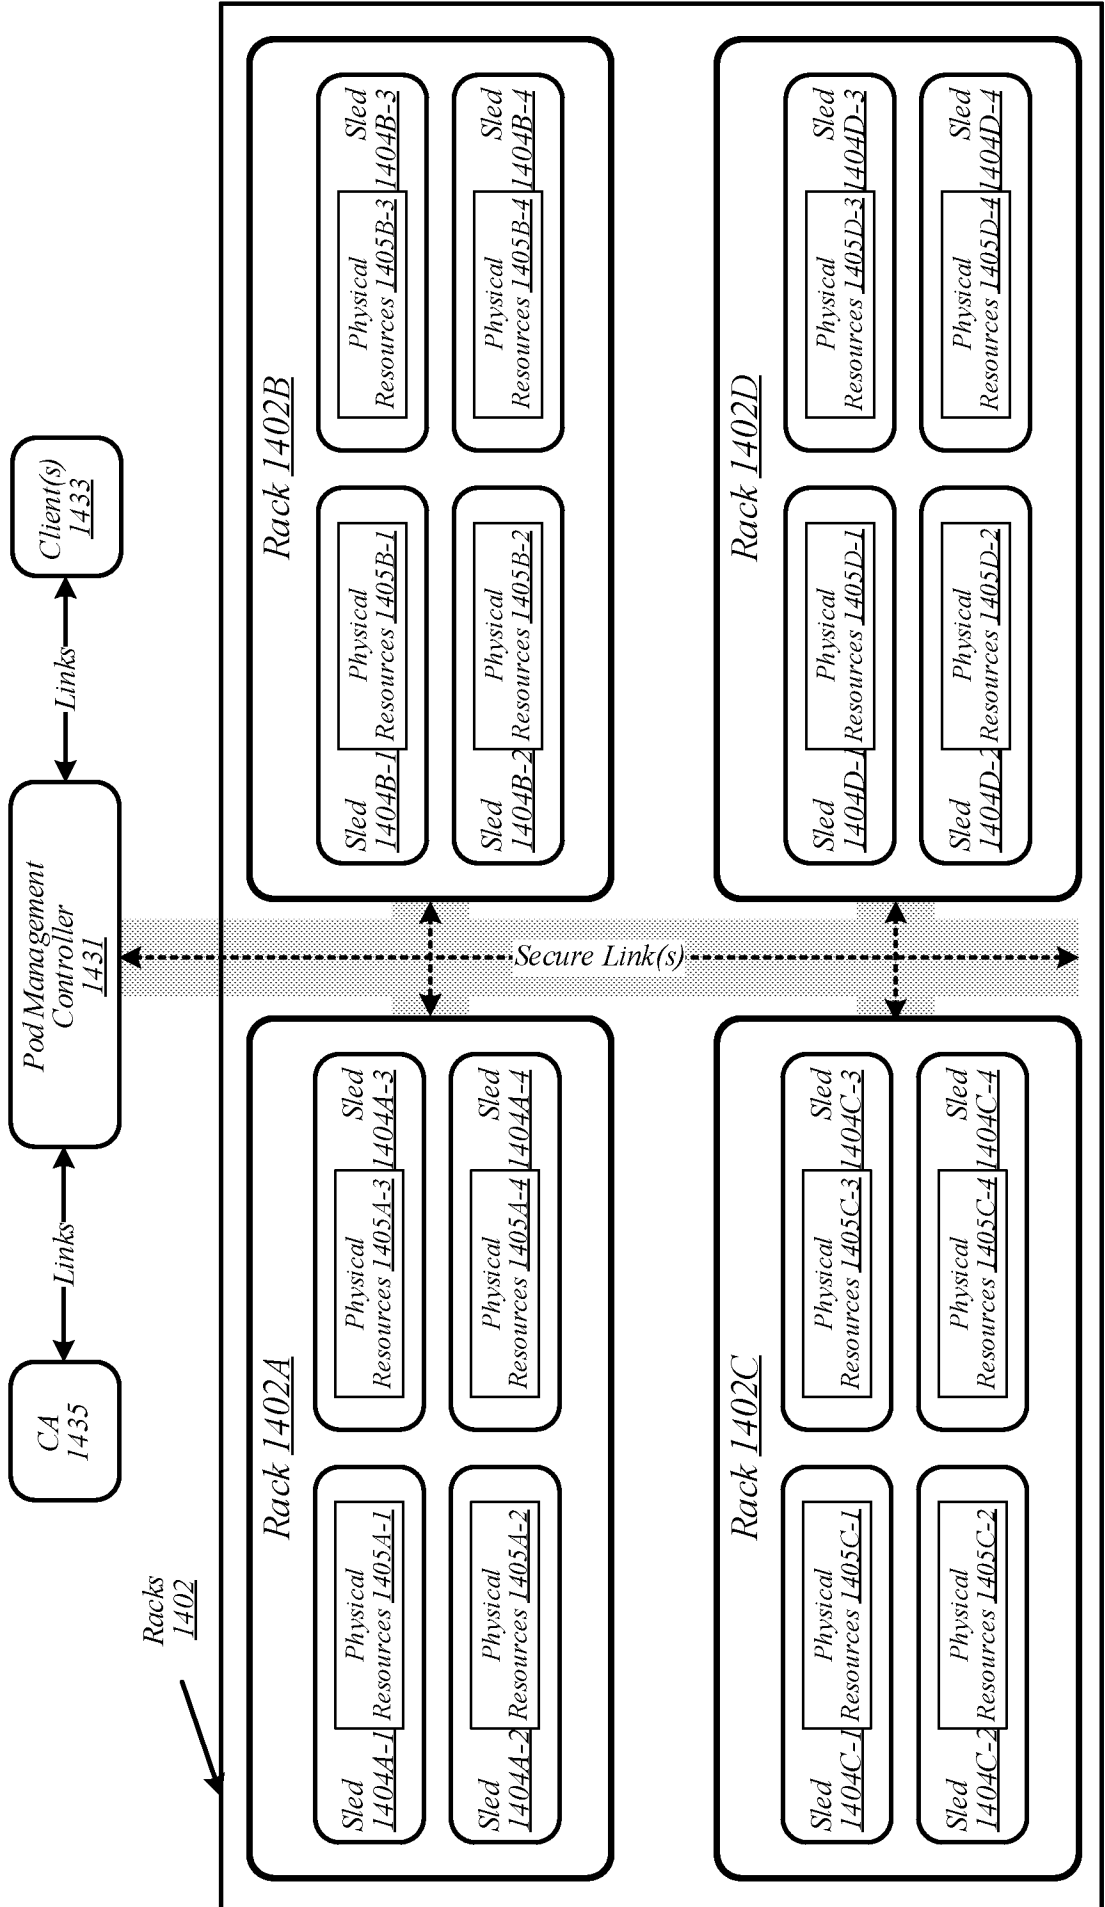 CA
1435
Links
Pod Management
Controller
1431
Links
Client(s)
1433
Racks
1402
Secure Link(s)
Rack 1402A
Sled
1404A-1
Physical
Resources 1405A-1
Physical
Resources 1405A-3
Sled
1404A-3
Sled
1404A-2
Physical
Resources 1405A-2
Physical
Resources 1405A-4
Sled
1404A-4
Rack 1402B
Sled
1404B-1
Physical
Resources 1405B-1
Physical
Resources 1405B-3
Sled
1404B-3
Sled
1404B-2
Physical
Resources 1405B-2
Physical
Resources 1405B-4
Sled
1404B-4
Rack 1402C
Sled
1404C-1
Physical
Resources 1405C-1
Physical
Resources 1405C-3
Sled
1404C-3
Sled
1404C-2
Physical
Resources 1405C-2
Physical
Resources 1405C-4
Sled
1404C-4
Rack 1402D
Sled
1404D-1
Physical
Resources 1405D-1
Physical
Resources 1405D-3
Sled
1404D-3
Sled
1404D-2
Physical
Resources 1405D-2
Physical
Resources 1405D-4
Sled
1404D-4